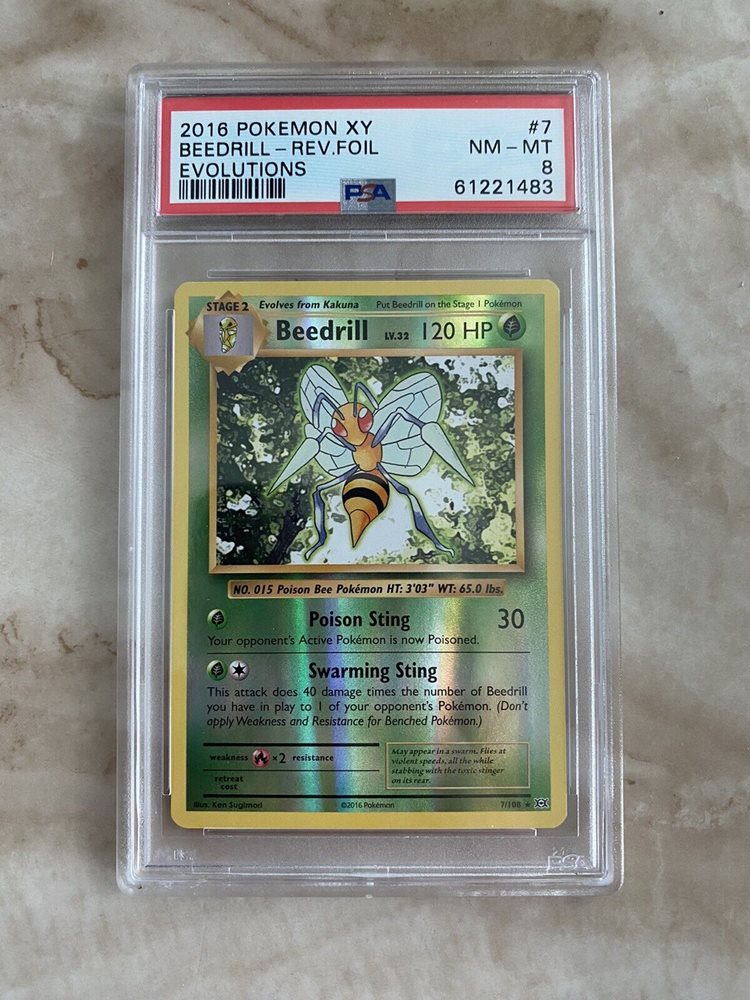 2016 POKEMON XY #7
BEEDRILL - REV.FOIL NM - MT
EVOLUTIONS 8
PSA 61221483
STAGE 2 Evolves from Kakuna Put Beedrill on the Stage 1 Pokémon
Beedrill LV.32 120 HP
NO. 015 Poison Bee Pokémon HT: 3'03" WT: 65.0 lbs.
Poison Sting 30
Your opponent's Active Pokémon is now Poisoned.
Swarming Sting
This attack does 40 damage times the number of Beedrill
you have in play to 1 of your opponent's Pokémon. (Don't
apply Weakness and Resistance for Benched Pokémon.)
weakness ×2 resistance
retreat
cost
May appear in a swarm. Flies at
violent speeds, all the while
stabbing with the toxic stinger
on its rear.
Illus. Ken Sugimori ©2016 Pokémon 7/108 ★
PSA